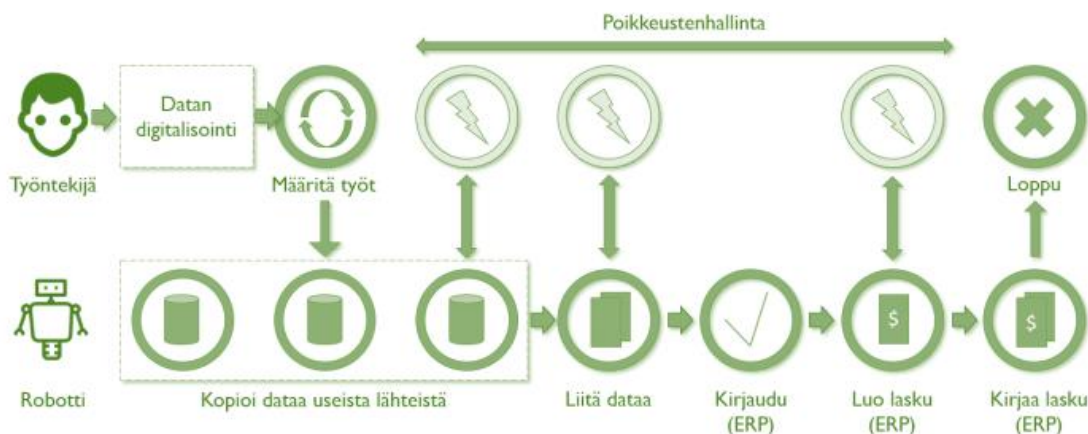 Poikkeustenhallinta
Datan
digitalisointi
Työntekijä
Määritä työt
Loppu
$
$
Robotti
Kopioi dataa useista lähteistä
Liitä dataa
Kirjaudu
(ERP)
Luo lasku
(ERP)
Kirjaa lasku
(ERP)